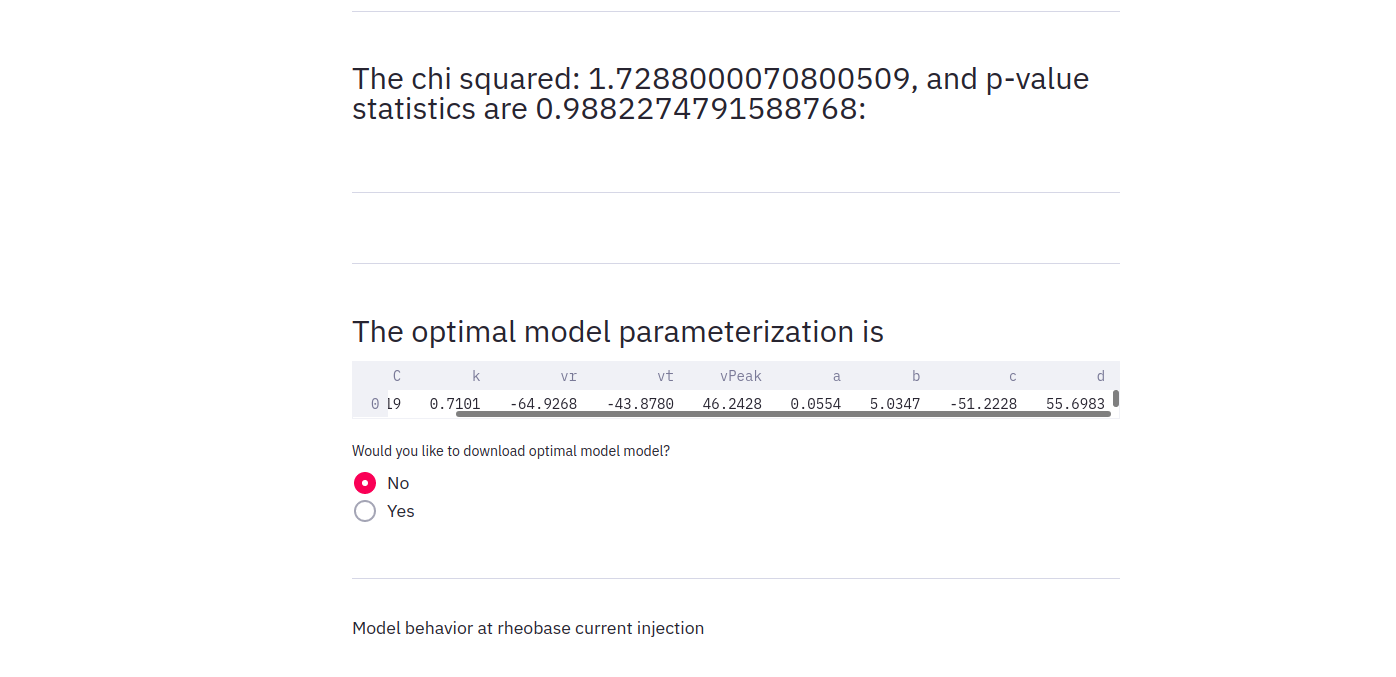 The chi squared: 1.7288000070800509, and p-value
statistics are 0.9882274791588768:
The optimal model parameterization is
C k vr vt vPeak a b c d
0 19 0.7101 -64.9268 -43.8780 46.2428 0.0554 5.0347 -51.2228 55.6983
Would you like to download optimal model model?
No
Yes
Model behavior at rheobase current injection